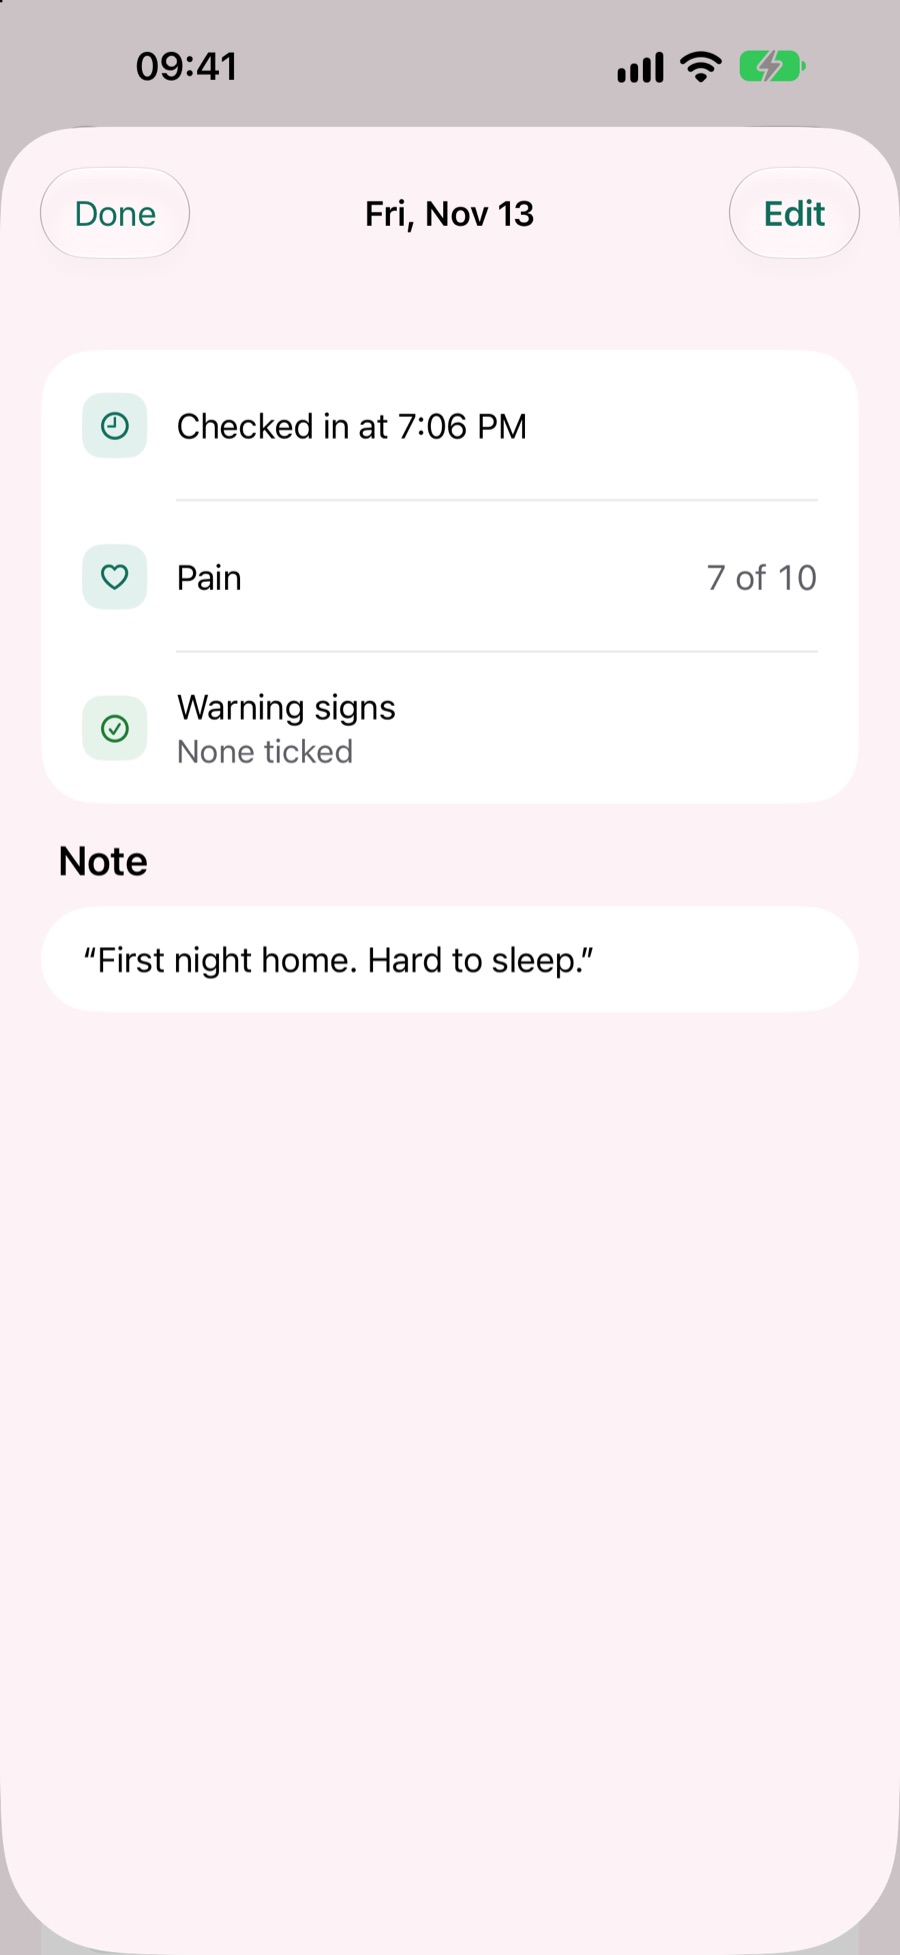 09:41
Done
Fri, Nov 13
Edit
Checked in at 7:06 PM
Pain
7 of 10
Warning signs
None ticked
Note
“First night home. Hard to sleep.”